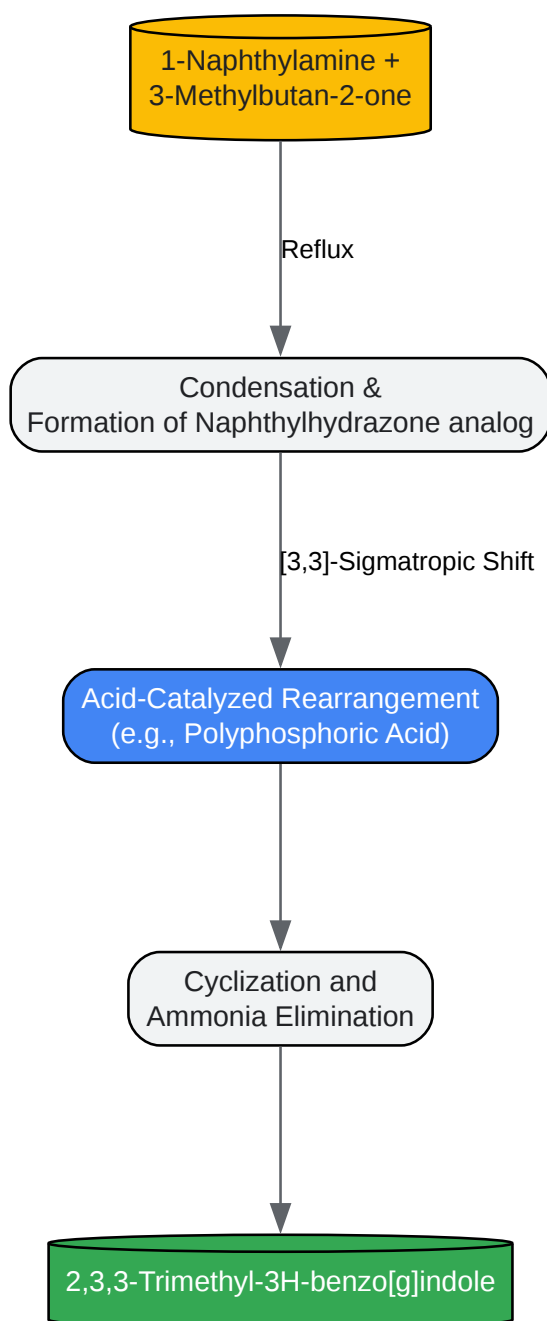 1-Naphthylamine +
3-Methylbutan-2-one
Reflux
Condensation &
Formation of Naphthylhydrazone analog
[3,3]-Sigmatropic Shift
Acid-Catalyzed Rearrangement
(e.g., Polyphosphoric Acid)
Cyclization and
Ammonia Elimination
2,3,3-Trimethyl-3H-benzo[g]indole